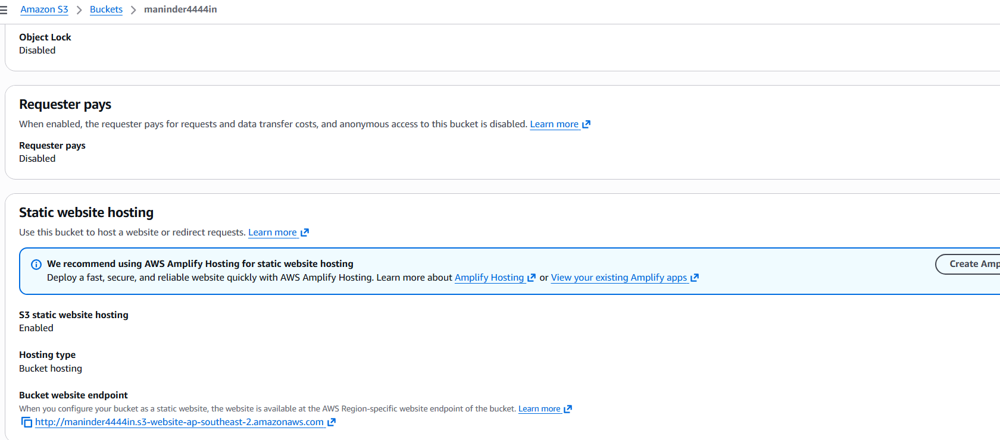 Amazon S3 > Buckets > maninder4444in
Object Lock
Disabled
Requester pays
When enabled, the requester pays for requests and data transfer costs, and anonymous access to this bucket is disabled. Learn more
Requester pays
Disabled
Static website hosting
Use this bucket to host a website or redirect requests. Learn more
We recommend using AWS Amplify Hosting for static website hosting
Create Amp
Deploy a fast, secure, and reliable website quickly with AWS Amplify Hosting. Learn more about Amplify Hosting or View your existing Amplify apps
S3 static website hosting
Enabled
Hosting type
Bucket hosting
Bucket website endpoint
When you configure your bucket as a static website, the website is available at the AWS Region-specific website endpoint of the bucket. Learn more
http://maninder4444in.s3-website-ap-southeast-2.amazonaws.com